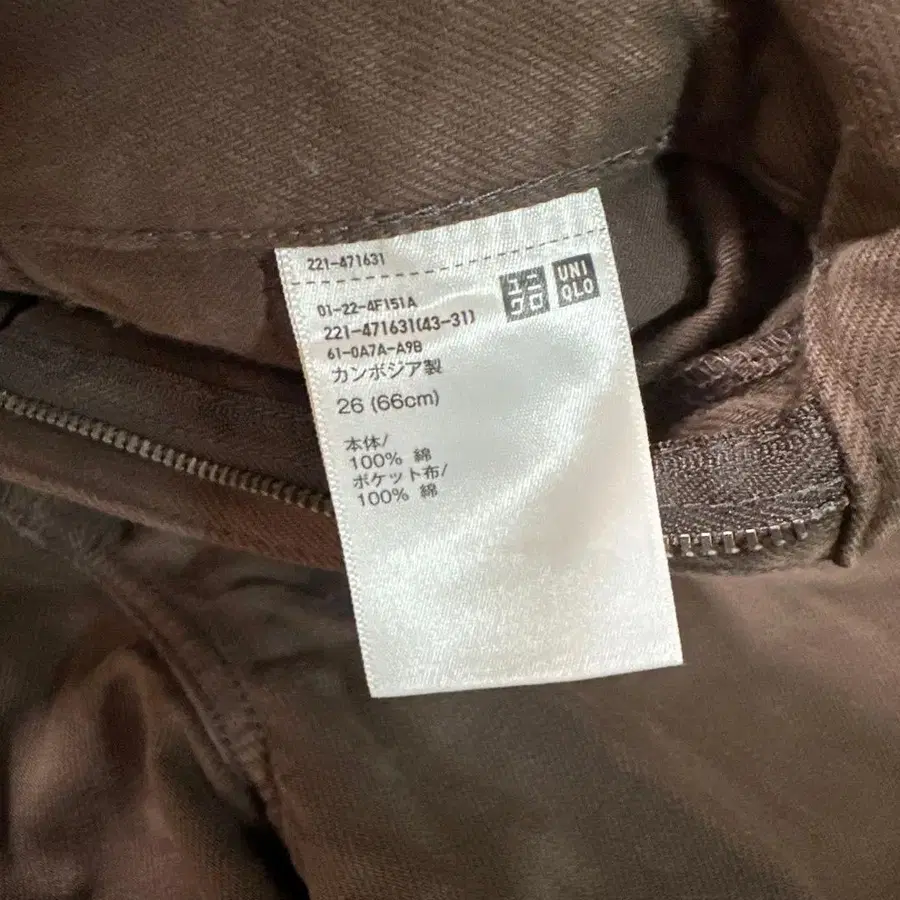 221-471631
ユニ
クロ
UNI
QLO
01-22-4F151A
221-471631(43-31)
61-0A7A-A9B
カンボジア製
26 (66cm)
本体/
100% 綿
ポケット布/
100% 綿